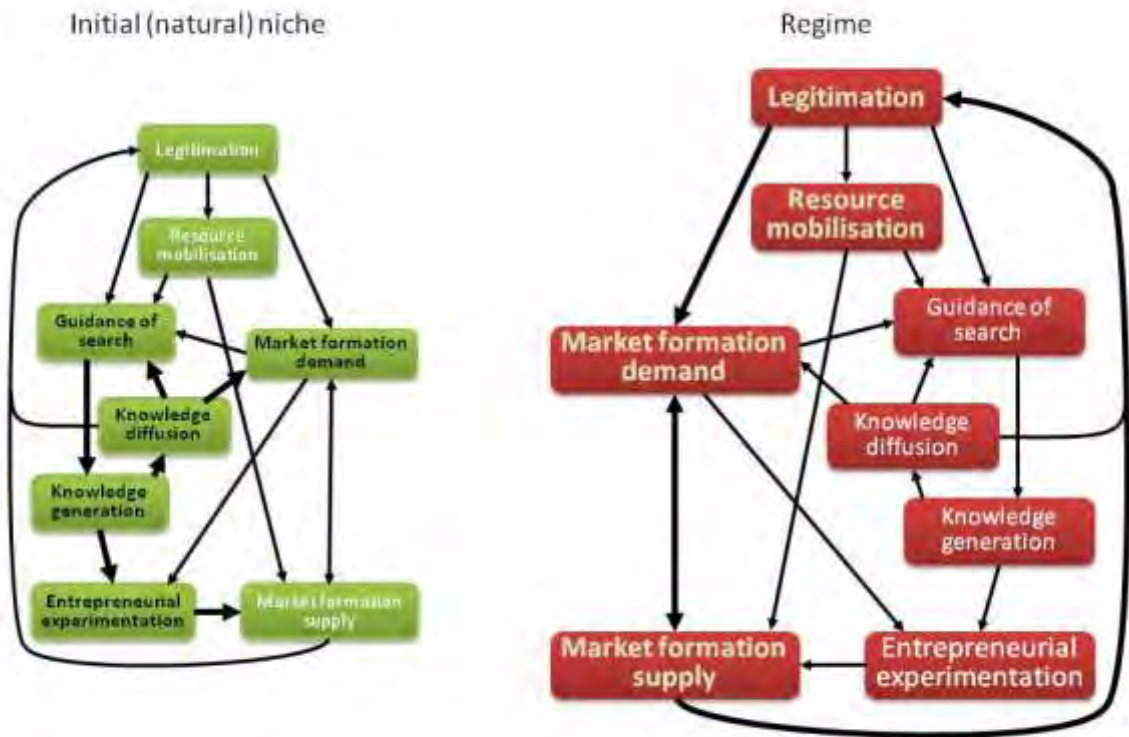 Initial (natural) niche
Legitimation
Resource
mobilisation
Guidance of
search
Market formation
demand
Knowledge
diffusion
Knowledge
generation
Entrepreneurial
experimentation
Market formation
supply
Regime
Legitimation
Resource
mobilisation
Guidance of
search
Market formation
demand
Knowledge
diffusion
Knowledge
generation
Market formation
supply
Entrepreneurial
experimentation